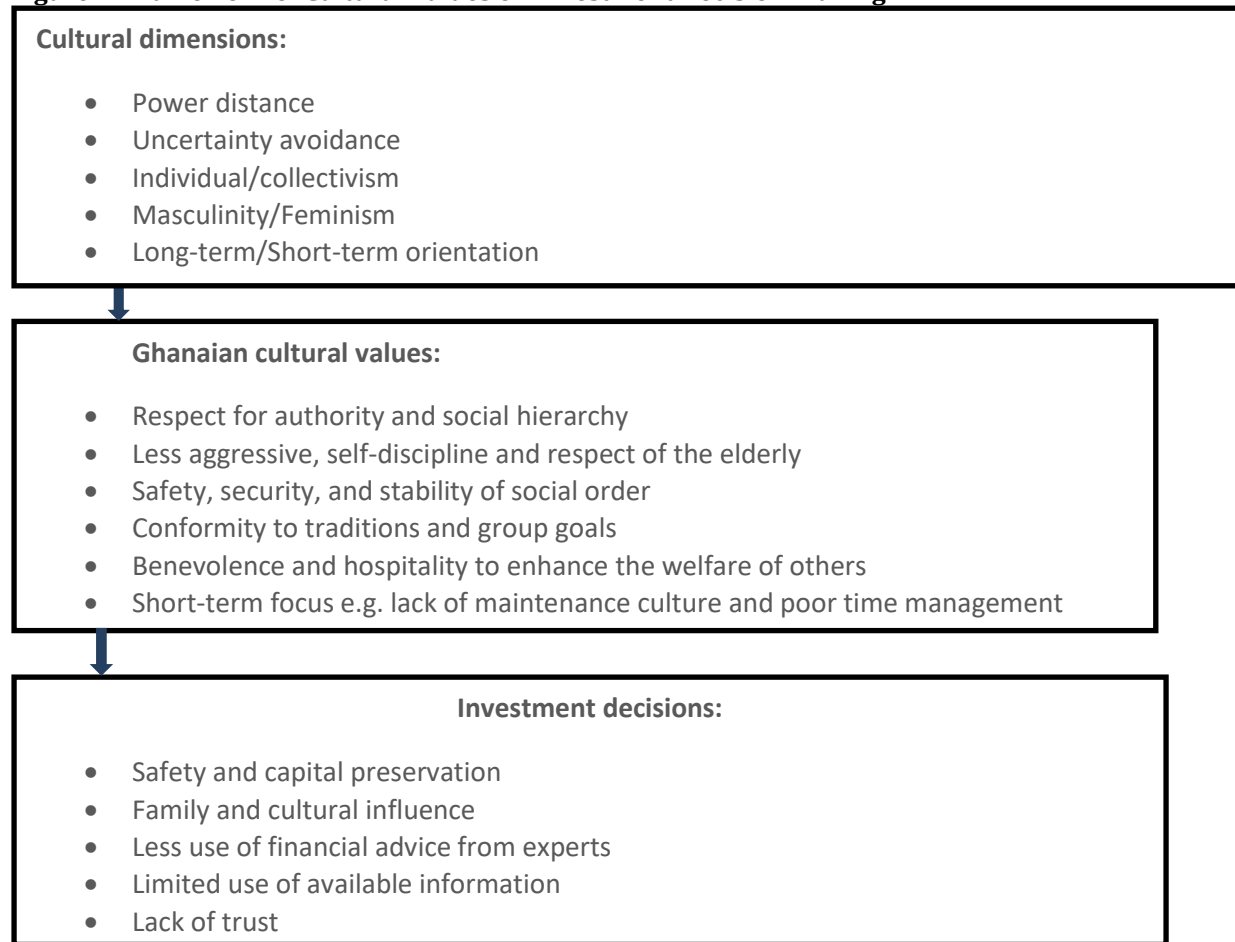 Cultural dimensions:
• Power distance
• Uncertainty avoidance
• Individual/collectivism
• Masculinity/Feminism
• Long-term/Short-term orientation
Ghanaian cultural values:
• Respect for authority and social hierarchy
• Less aggressive, self-discipline and respect of the elderly
• Safety, security, and stability of social order
• Conformity to traditions and group goals
• Benevolence and hospitality to enhance the welfare of others
• Short-term focus e.g. lack of maintenance culture and poor time management
Investment decisions:
• Safety and capital preservation
• Family and cultural influence
• Less use of financial advice from experts
• Limited use of available information
• Lack of trust